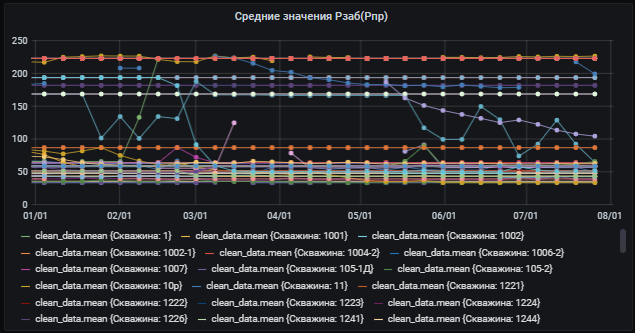 Средние значения Рзаб(Рпр)
250
200
150
100
50
0
01/01 02/01 03/01 04/01 05/01 06/01 07/01 08/01
clean_data.mean {Скважина: 1} clean_data.mean {Скважина: 1001} clean_data.mean {Скважина: 1002}
clean_data.mean {Скважина: 1002-1} clean_data.mean {Скважина: 1004-2} clean_data.mean {Скважина: 1006-2}
clean_data.mean {Скважина: 1007} clean_data.mean {Скважина: 105-1Д} clean_data.mean {Скважина: 105-2}
clean_data.mean {Скважина: 10р} clean_data.mean {Скважина: 11} clean_data.mean {Скважина: 1221}
clean_data.mean {Скважина: 1222} clean_data.mean {Скважина: 1223} clean_data.mean {Скважина: 1224}
clean_data.mean {Скважина: 1226} clean_data.mean {Скважина: 1241} clean_data.mean {Скважина: 1244}